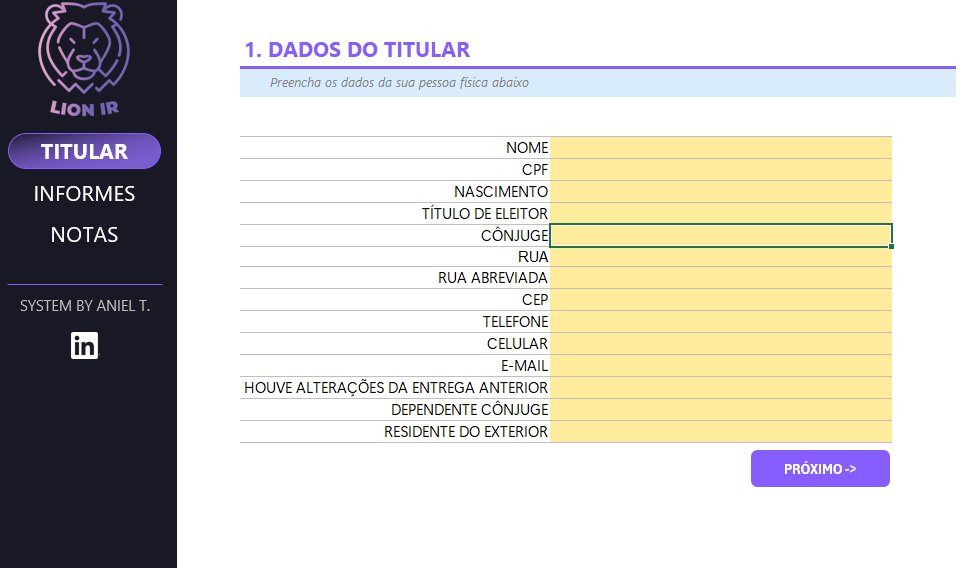 LION IR
TITULAR
INFORMES
NOTAS
SYSTEM BY ANIEL T.
in
1. DADOS DO TITULAR
Preencha os dados da sua pessoa física abaixo
NOME
CPF
NASCIMENTO
TÍTULO DE ELEITOR
CÔNJUGE
RUA
RUA ABREVIADA
CEP
TELEFONE
CELULAR
E-MAIL
HOUVE ALTERAÇÕES DA ENTREGA ANTERIOR
DEPENDENTE CÔNJUGE
RESIDENTE DO EXTERIOR
PRÓXIMO ->